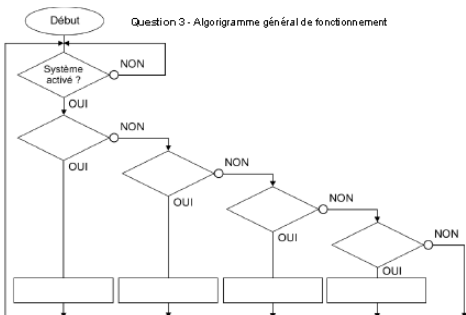 Début
Question 3 - Algorigramme général de fonctionnement
Système
activé ?
NON
OUI
NON
OUI
NON
OUI
NON
OUI
NON
OUI